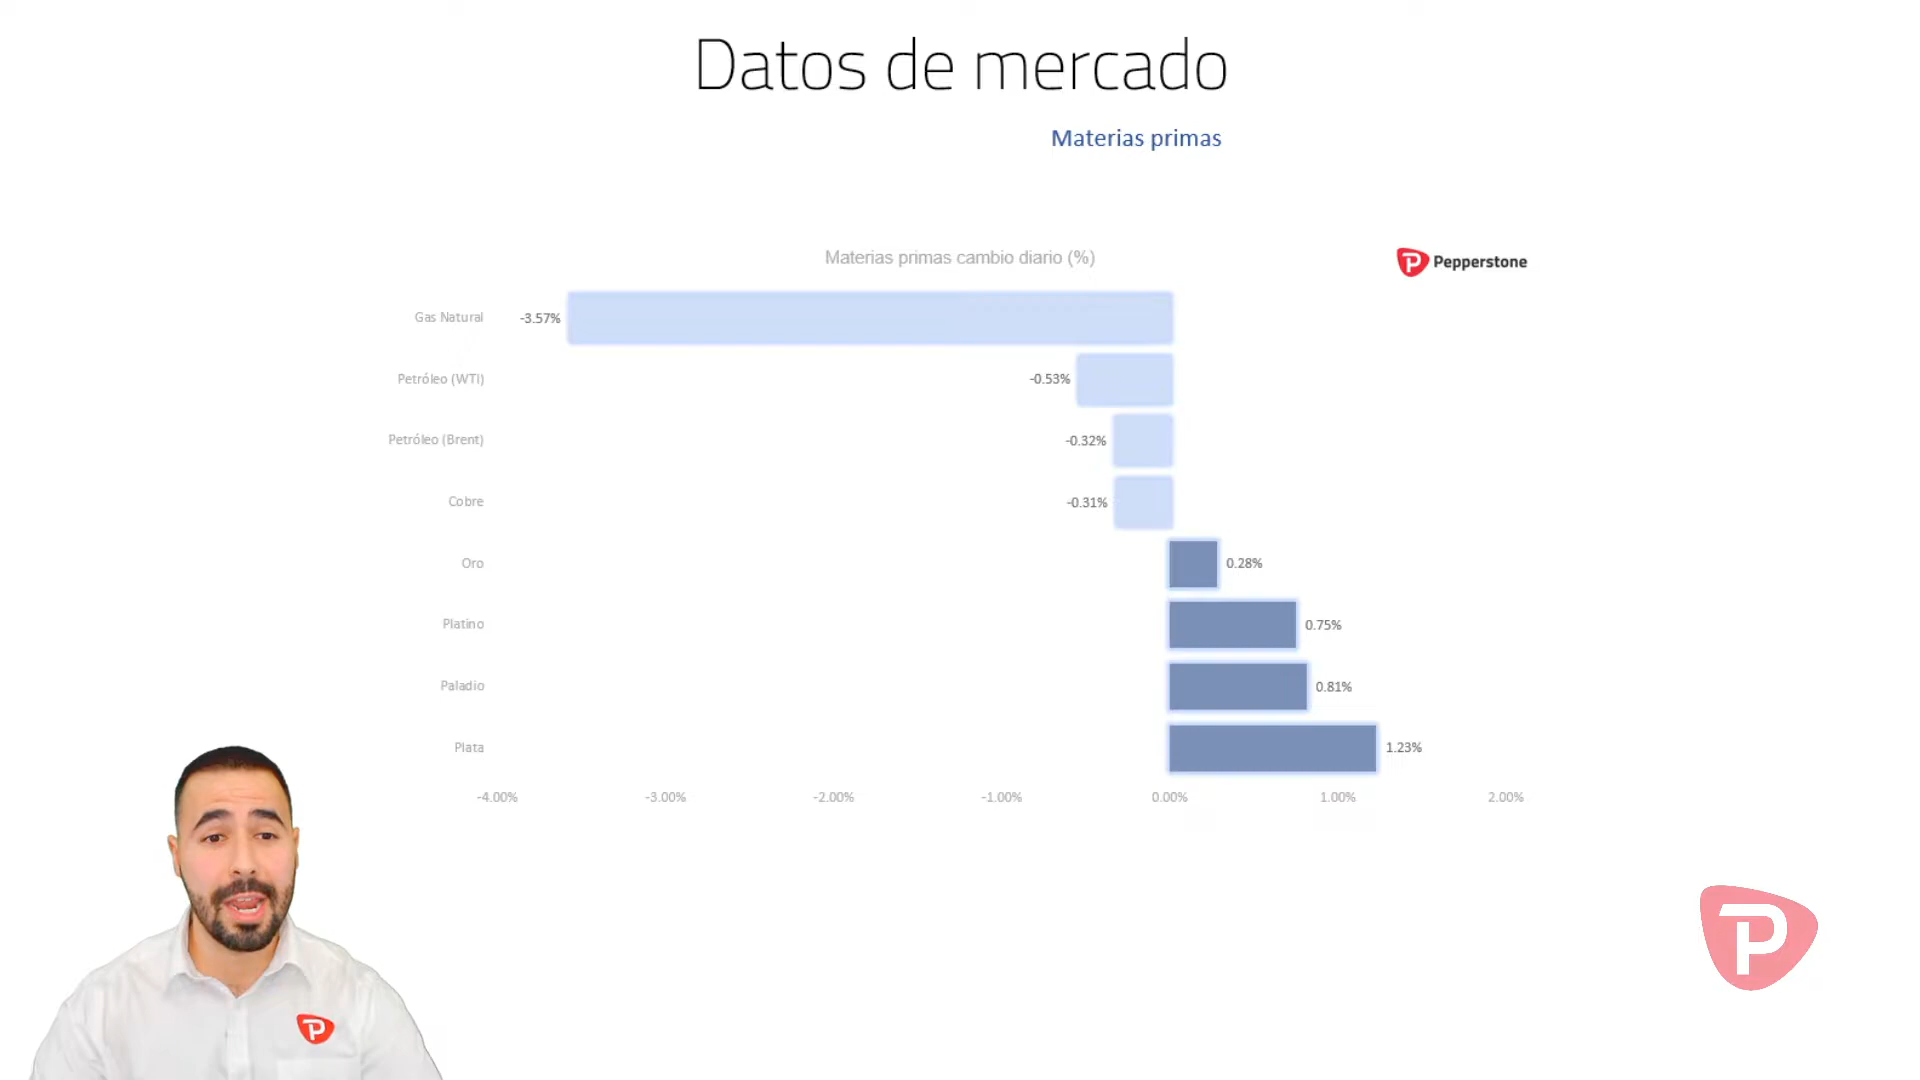 Datos de mercado
Materias primas
Materias primas cambio diario (%)
Pepperstone
Gas Natural -3.57%
Petróleo (WTI) -0.53%
Petróleo (Brent) -0.32%
Cobre -0.31%
Oro 0.28%
Platino 0.75%
Paladio 0.81%
Plata 1.23%
-4.00% -3.00% -2.00% -1.00% 0.00% 1.00% 2.00%
P
P